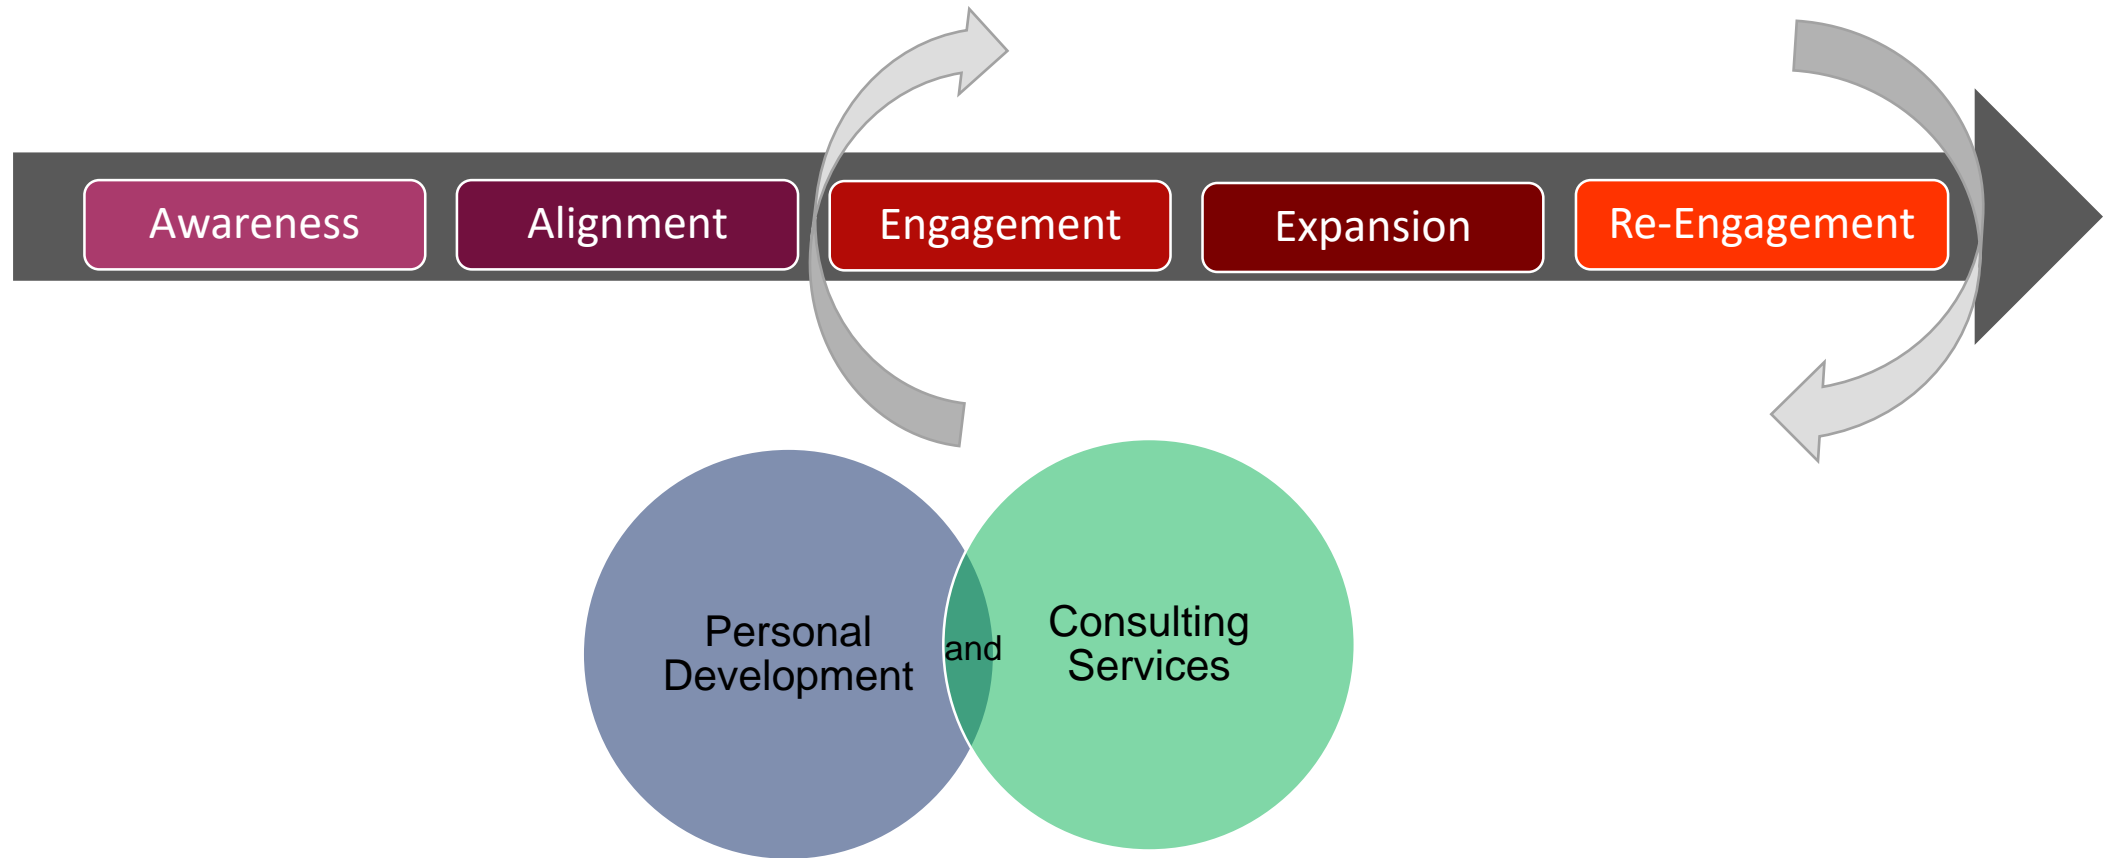 Awareness
Alignment
Engagement
Expansion
Re-Engagement
Personal
Development
and
Consulting
Services